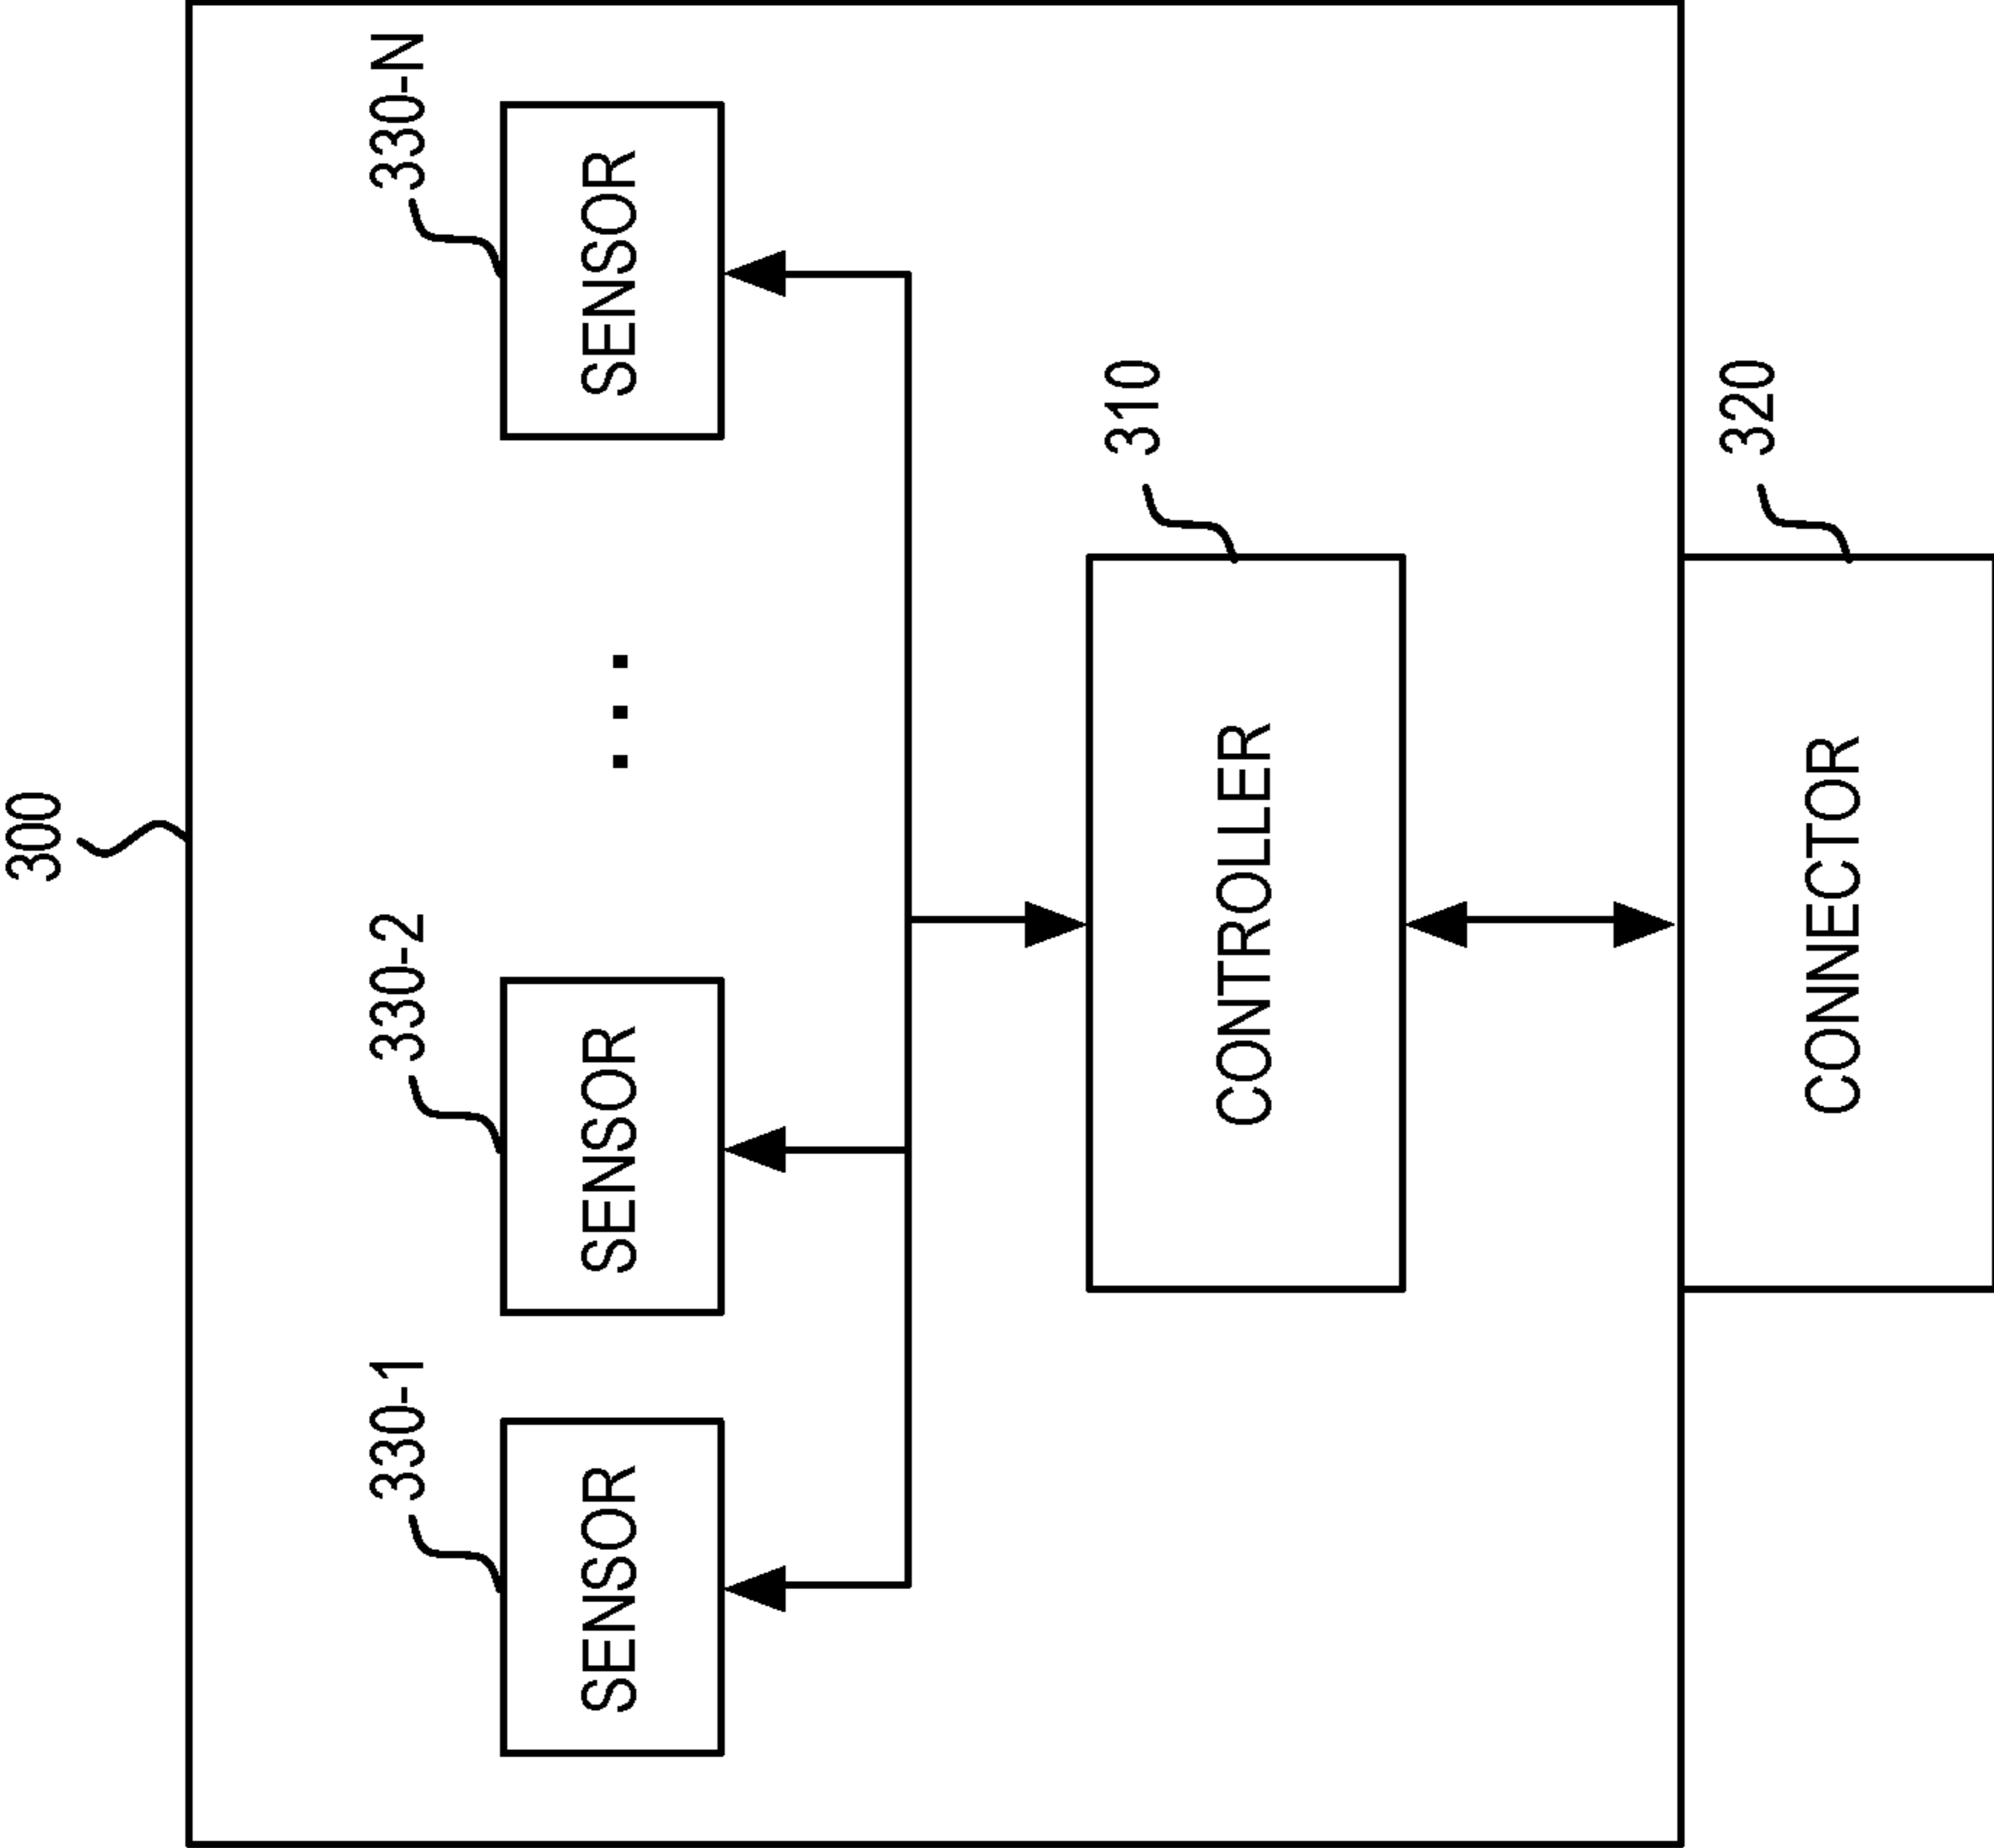 300
330-1
330-2
330-N
SENSOR
SENSOR
. . .
SENSOR
310
CONTROLLER
320
CONNECTOR